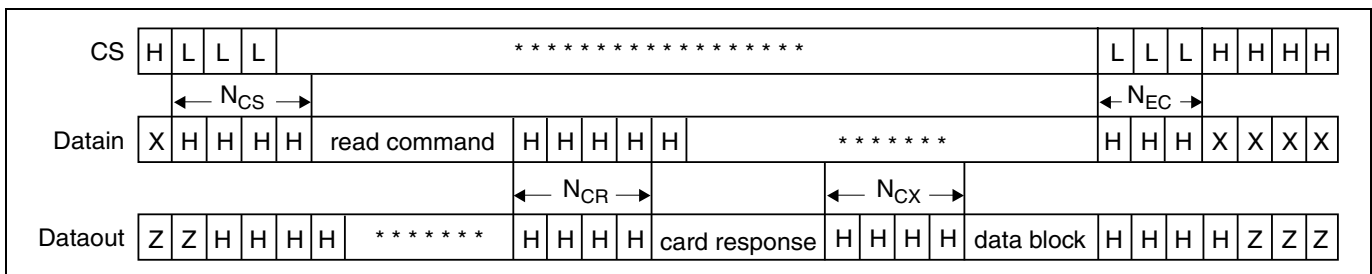 CS H L L L * * * * * * * * * * * * * * * * * * L L L H H H H
N_CS N_EC
Datain X H H H H read command H H H H H * * * * * * * H H H X X X X
N_CR N_CX
Dataout Z Z H H H H * * * * * * * H H H H card response H H H H data block H H H H Z Z Z